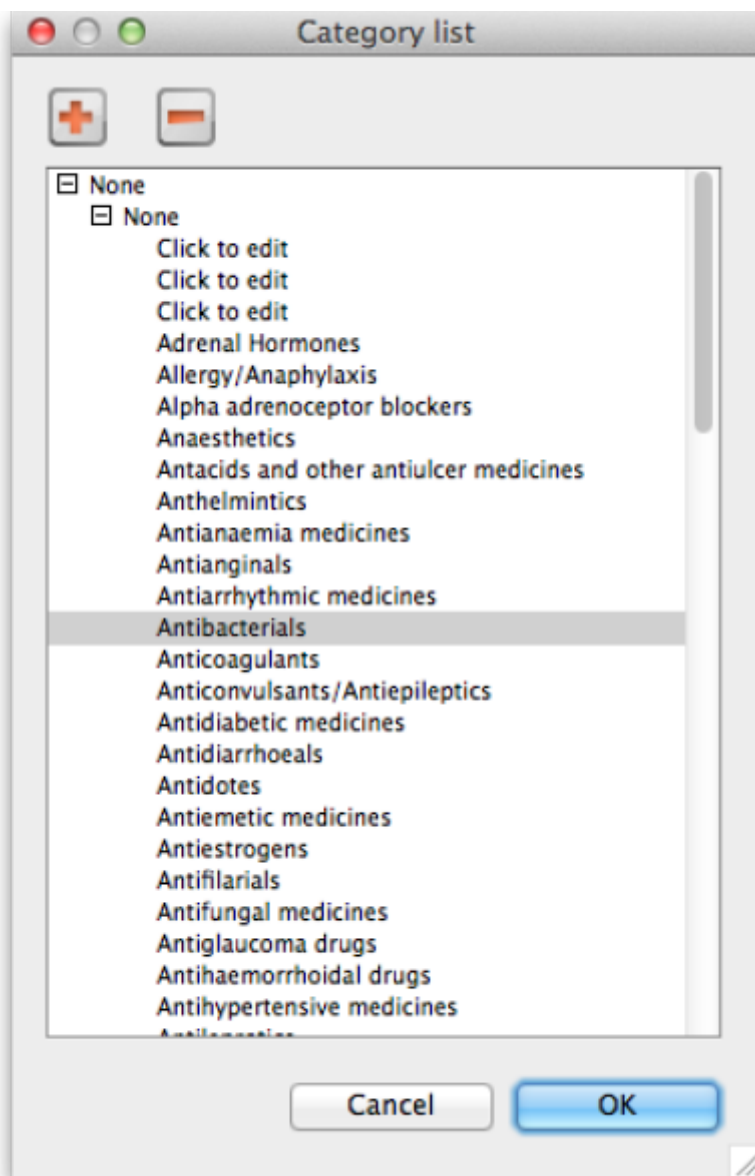 Category list
None
None
Click to edit
Click to edit
Click to edit
Adrenal Hormones
Allergy/Anaphylaxis
Alpha adrenoceptor blockers
Anaesthetics
Antacids and other antiulcer medicines
Anthelmintics
Antianaemia medicines
Antianginals
Antiarrhythmic medicines
Antibacterials
Anticoagulants
Anticonvulsants/Antiepileptics
Antidiabetic medicines
Antidiarrhoeals
Antidotes
Antiemetic medicines
Antiestrogens
Antifilarials
Antifungal medicines
Antiglaucoma drugs
Antihaemorrhoidal drugs
Antihypertensive medicines
Cancel OK